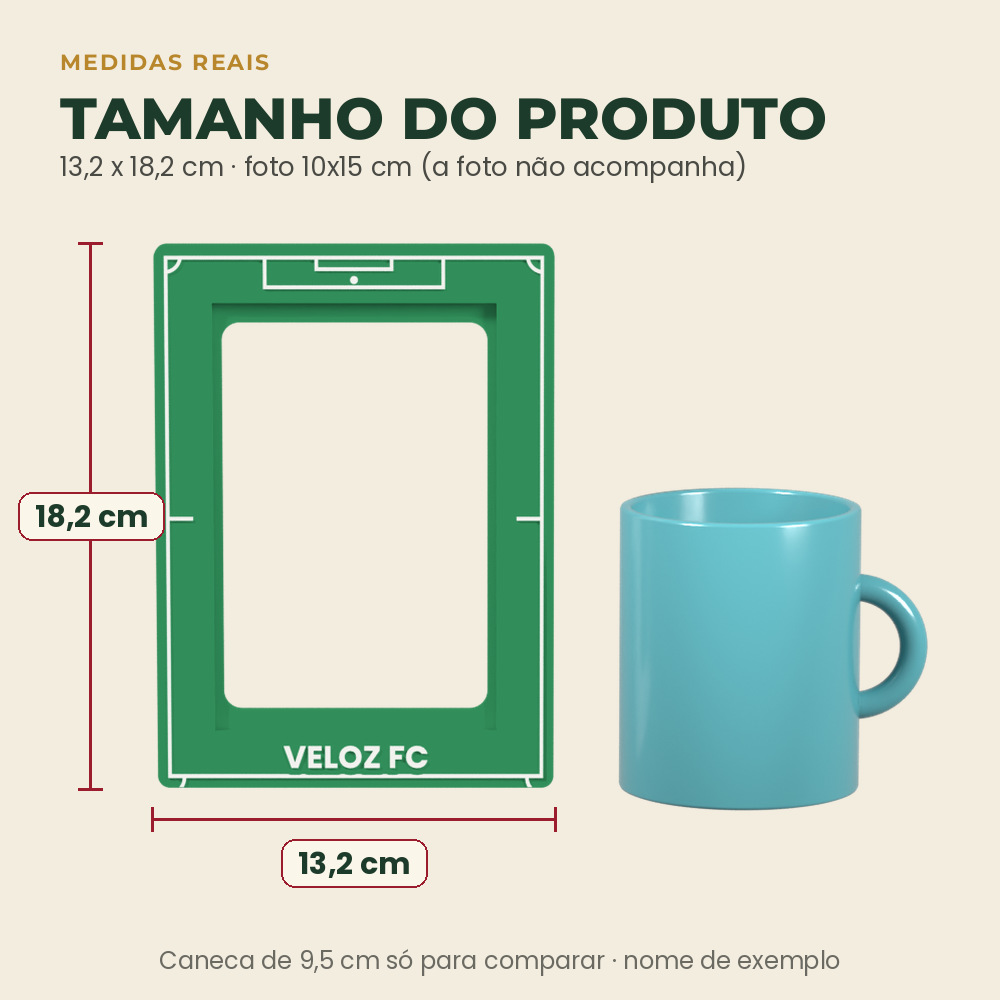 MEDIDAS REAIS
TAMANHO DO PRODUTO
13,2 x 18,2 cm · foto 10x15 cm (a foto não acompanha)
18,2 cm
VELOZ FC
13,2 cm
Caneca de 9,5 cm só para comparar · nome de exemplo